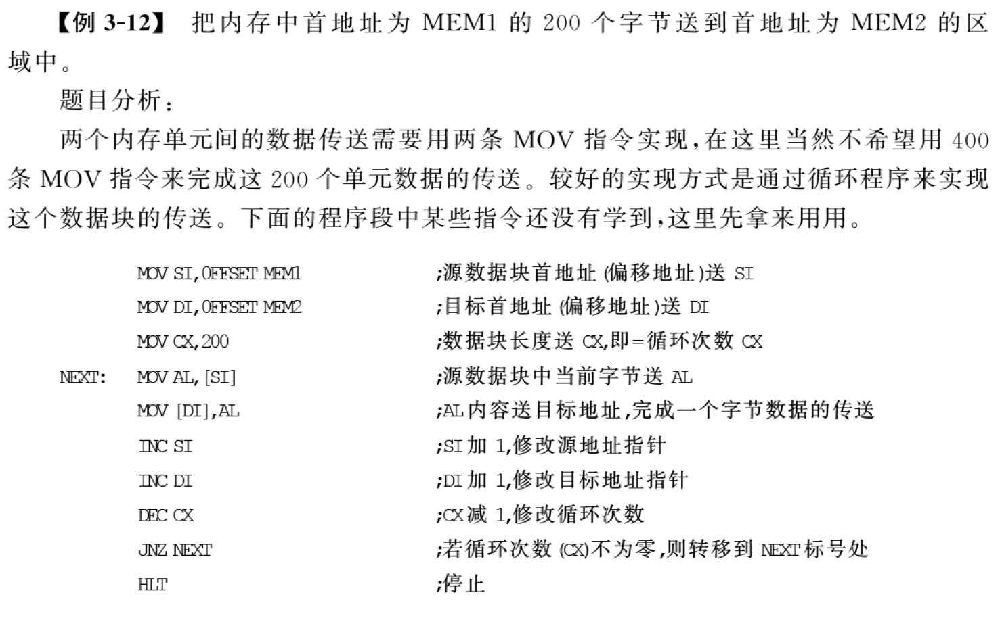 【例 3-12】 把内存中首地址为 MEM1 的 200 个字节送到首地址为 MEM2 的区
域中。
题目分析：
两个内存单元间的数据传送需要用两条 MOV 指令实现，在这里当然不希望用 400
条 MOV 指令来完成这 200 个单元数据的传送。较好的实现方式是通过循环程序来实现
这个数据块的传送。下面的程序段中某些指令还没有学到，这里先拿来用用。
MOV SI,OFFSET MEM1 ;源数据块首地址(偏移地址)送 SI
MOV DI,OFFSET MEM2 ;目标首地址(偏移地址)送 DI
MOV CX,200 ;数据块长度送 CX,即=循环次数 CX
NEXT: MOV AL,[SI] ;源数据块中当前字节送 AL
MOV [DI],AL ;AL内容送目标地址,完成一个字节数据的传送
INC SI ;SI加 1,修改源地址指针
INC DI ;DI加 1,修改目标地址指针
DEC CX ;CX减 1,修改循环次数
JNZ NEXT ;若循环次数(CX)不为零,则转移到 NEXT标号处
HLT ;停止